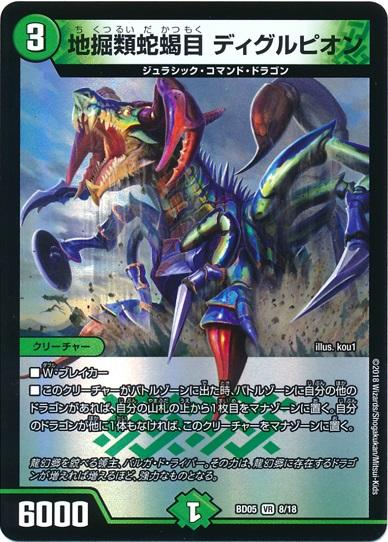 3
ちくつるい だかつもく
地掘類蛇蝎目 ディグルピオン
ジュラシック・コマンド・ドラゴン
illus. kou1
クリーチャー
■W・ブレイカー
■このクリーチャーがバトルゾーンに出た時、バトルゾーンに自分の他の
ドラゴンがあれば、自分の山札の上から1枚目をマナゾーンに置く。自分
のドラゴンが他に1体もなければ、このクリーチャーをマナゾーンに置く。
龍幻郷を統べる領主、バルガ・ド・ライバー。その力は、龍幻郷に存在するドラゴ
ンが増えれば増えるほど、強力なものとなる。
©2018 Wizards/Shogakukan/Mitsui-Kids
6000
1
BD05 VR 8/18